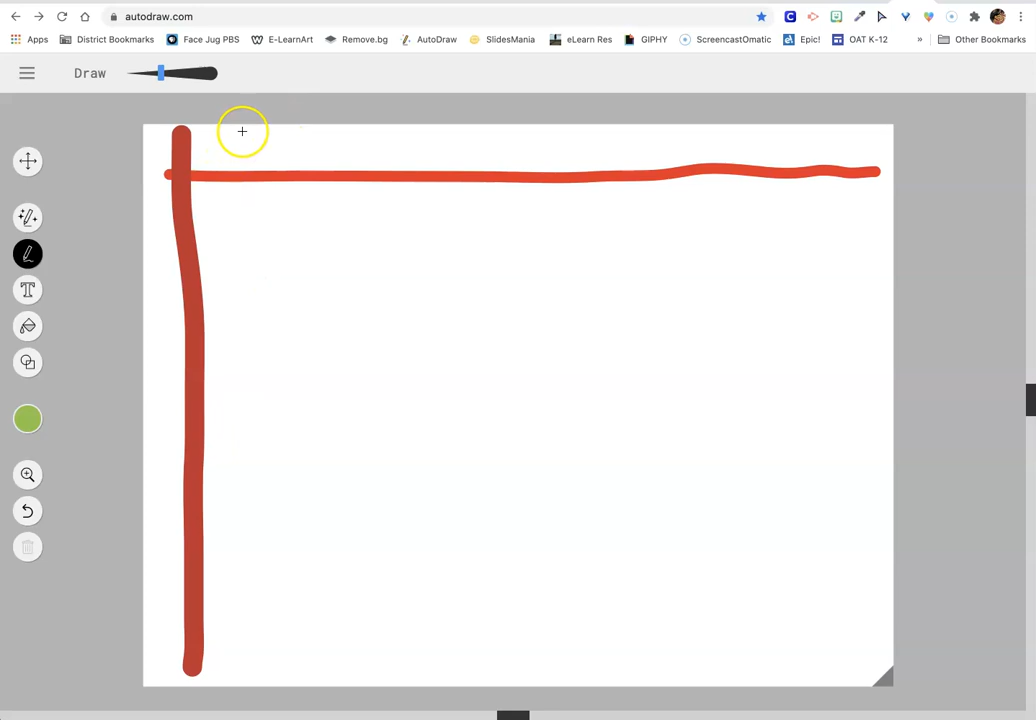 autodraw.com
Apps District Bookmarks Face Jug PBS E-LearnArt Remove.bg AutoDraw SlidesMania eLearn Res GIPHY ScreencastOmatic Epic! OAT K-12 » Other Bookmarks
Draw
T